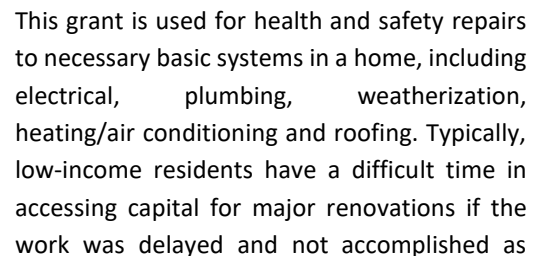 This grant is used for health and safety repairs
to necessary basic systems in a home, including
electrical, plumbing, weatherization,
heating/air conditioning and roofing. Typically,
low-income residents have a difficult time in
accessing capital for major renovations if the
work was delayed and not accomplished as